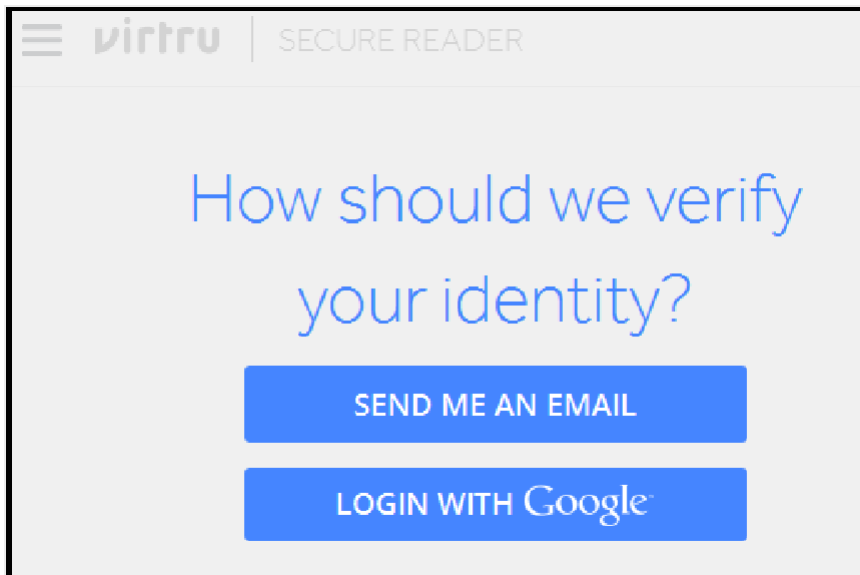 virtru SECURE READER
How should we verify
your identity?
SEND ME AN EMAIL
LOGIN WITH Google